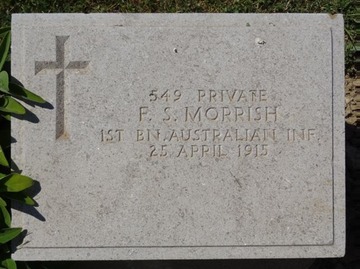 549 PRIVATE
F. S. MORRISH
1ST BN. AUSTRALIAN INF.
25 APRIL 1915